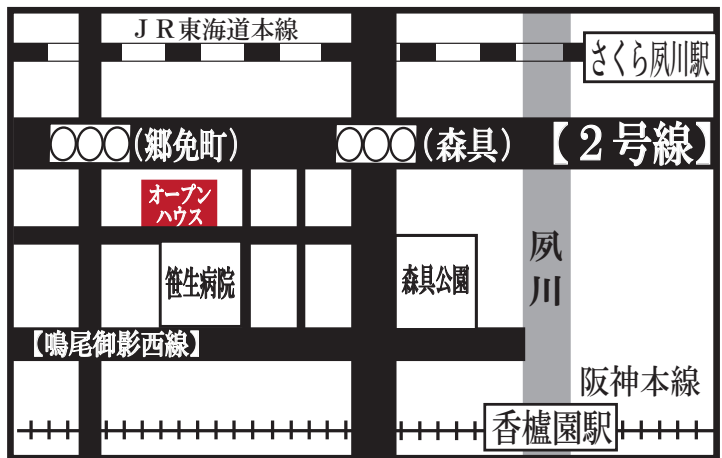 ＪＲ東海道本線
さくら夙川駅
〇〇〇(郷免町)
〇〇〇(森具)
【２号線】
オープン
ハウス
笹生病院
森具公園
夙川
【鳴尾御影西線】
阪神本線
香櫨園駅